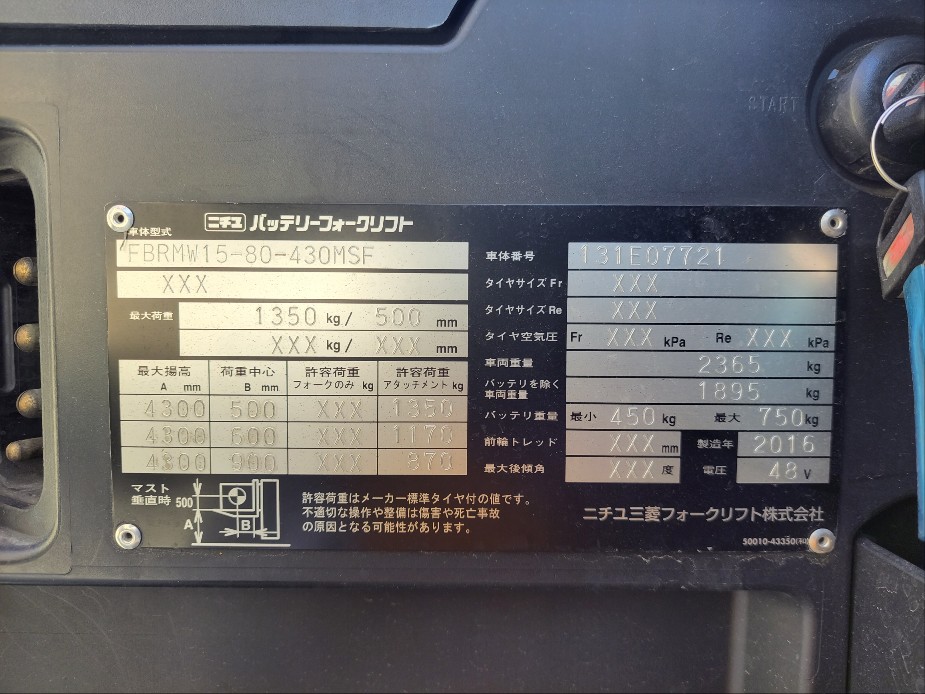 START
ニチユ バッテリーフォークリフト
車体型式
FBRMW15-80-430MSF
XXX
最大荷重 1350 kg/ 500 mm
XXX kg/ XXX mm
最大揚高 A mm 荷重中心 B mm 許容荷重 フォークのみ kg 許容荷重 アタッチメント kg
4300 500 XXX 1350
4300 600 XXX 1170
4300 900 XXX 870
マスト垂直時 500 A B
許容荷重はメーカー標準タイヤ付の値です。
不適切な操作や整備は傷害や死亡事故
の原因となる可能性があります。
車体番号 131E07721
タイヤサイズ Fr XXX
タイヤサイズ Re XXX
タイヤ空気圧 Fr XXX kPa Re XXX kPa
車両重量 2365 kg
バッテリを除く車両重量 1895 kg
バッテリ重量 最小 450 kg 最大 750 kg
前輪トレッド XXX mm 製造年 2016
最大後傾角 XXX 度 電圧 48 V
ニチユ三菱フォークリフト株式会社
50010-43350